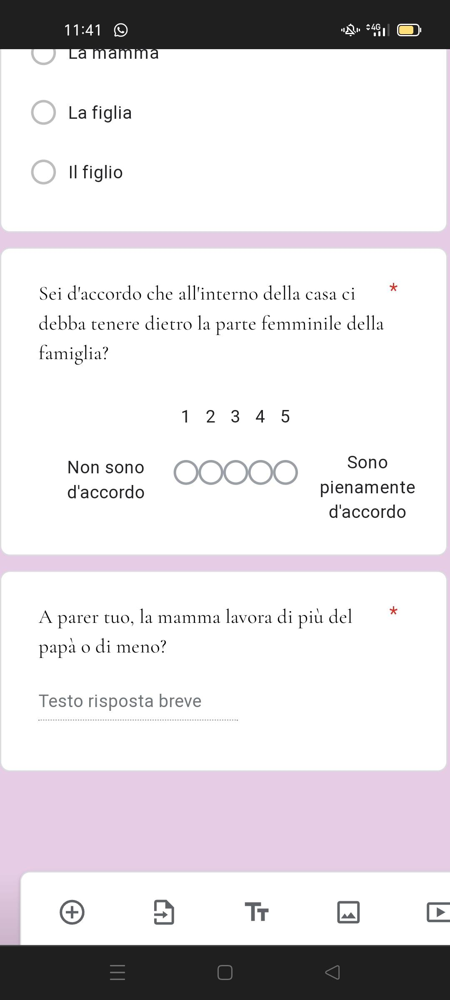 11:41
4G
La mamma
La figlia
Il figlio
Sei d'accordo che all'interno della casa ci *
debba tenere dietro la parte femminile della
famiglia?
1 2 3 4 5
Non sono
d'accordo
Sono
pienamente
d'accordo
A parer tuo, la mamma lavora di più del *
papà o di meno?
Testo risposta breve
Tт